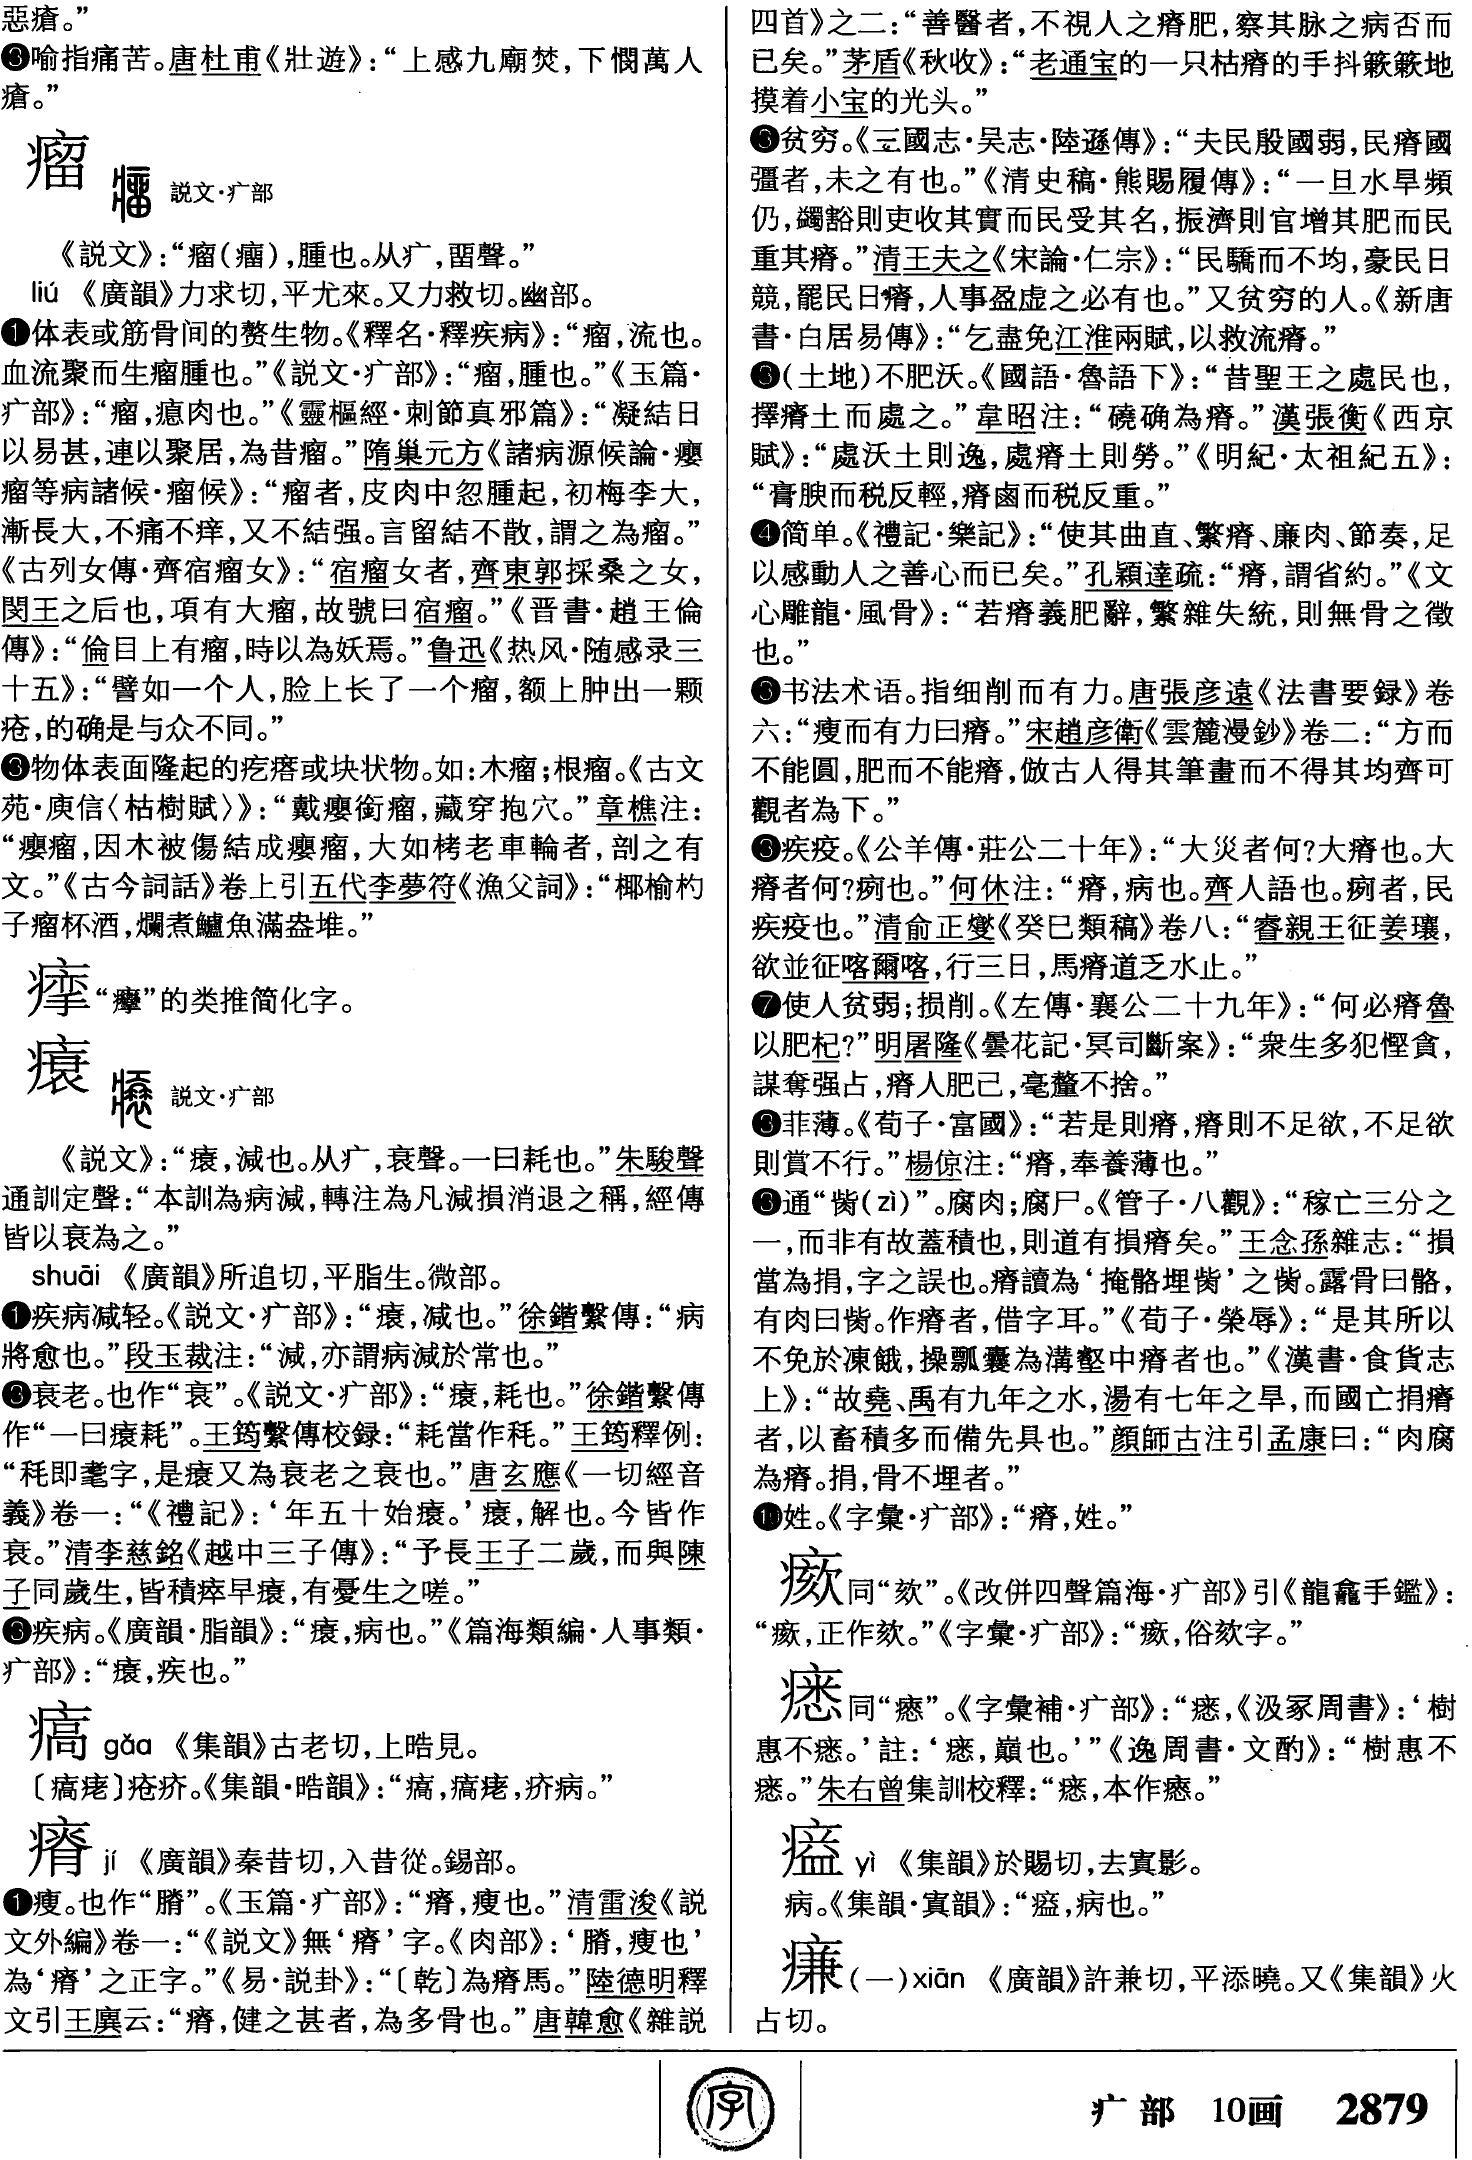 惡瘡。”
❸喻指痛苦。唐杜甫《壯遊》：“上感九廟焚，下憫萬人
瘡。”
瘤 説文·疒部
《説文》：“瘤（癅），腫也。从疒，畱聲。”
liú 《廣韻》力求切，平尤來。又力救切。幽部。
❶体表或筋骨间的赘生物。《釋名·釋疾病》：“瘤，流也。
血流聚而生瘤腫也。”《説文·疒部》：“瘤，腫也。”《玉篇·
疒部》：“瘤，瘜肉也。”《靈樞經·刺節真邪篇》：“凝結日
以易甚，連以聚居，為昔瘤。”隋巢元方《諸病源候論·癭
瘤等病諸候·瘤候》：“瘤者，皮肉中忽腫起，初梅李大，
漸長大，不痛不痒，又不結强。言留結不散，謂之為瘤。”
《古列女傳·齊宿瘤女》：“宿瘤女者，齊東郭採桑之女，
閔王之后也，項有大瘤，故號曰宿瘤。”《晋書·趙王倫
傳》：“倫目上有瘤，時以為妖焉。”鲁迅《热风·随感录三
十五》：“譬如一个人，脸上长了一个瘤，额上肿出一颗
疮，的确是与众不同。”
❸物体表面隆起的疙瘩或块状物。如：木瘤；根瘤。《古文
苑·庾信〈枯樹賦〉》：“戴癭銜瘤，藏穿抱穴。”章樵注：
“癭瘤，因木被傷結成癭瘤，大如栲老車輪者，剖之有
文。”《古今詞話》卷上引五代李夢符《漁父詞》：“椰榆杓
子瘤杯酒，爛煮鱸魚滿盎堆。”
㾤“癴”的类推简化字。
瘝 説文·疒部
《説文》：“瘝，減也。从疒，衰聲。一曰耗也。”朱駿聲
通訓定聲：“本訓為病減，轉注為凡減損消退之稱，經傳
皆以衰為之。”
shuāi 《廣韻》所追切，平脂生。微部。
❶疾病减轻。《説文·疒部》：“㾽，减也。”徐鍇繫傳：“病
將愈也。”段玉裁注：“減，亦謂病減於常也。”
❸衰老。也作“衰”。《説文·疒部》：“㾽，耗也。”徐鍇繫傳
作“一曰㾽耗”。王筠繫傳校録：“耗當作秏。”王筠釋例：
“秏即耄字，是㾽又為衰老之衰也。”唐玄應《一切經音
義》卷一：“《禮記》：‘年五十始㾽。’㾽，解也。今皆作
衰。”清李慈銘《越中三子傳》：“予長王子二歲，而與陳
子同歲生，皆積瘁早㾽，有憂生之嗟。”
❸疾病。《廣韻·脂韻》：“㾽，病也。”《篇海類編·人事類·
疒部》：“㾽，疾也。”
㾸 gǎo 《集韻》古老切，上晧見。
〔㾸恅〕疮疥。《集韻·晧韻》：“㾸，㾸恅，疥病。”
瘠 jí 《廣韻》秦昔切，入昔從。錫部。
❶瘦。也作“膌”。《玉篇·疒部》：“瘠，瘦也。”清雷浚《説
文外編》卷一：“《説文》無‘瘠’字。《肉部》：‘膌，瘦也’
為‘瘠’之正字。”《易·説卦》：“〔乾〕為瘠馬。”陸德明釋
文引王廙云：“瘠，健之甚者，為多骨也。”唐韓愈《雜説
四首》之二：“善醫者，不視人之瘠肥，察其脉之病否而
已矣。”茅盾《秋收》：“老通宝的一只枯瘠的手抖簌簌地
摸着小宝的光头。”
❸贫穷。《三國志·吴志·陸遜傳》：“夫民殷國弱，民瘠國
彊者，未之有也。”《清史稿·熊賜履傳》：“一旦水旱頻
仍，蠲豁則吏收其實而民受其名，振濟則官增其肥而民
重其瘠。”清王夫之《宋論·仁宗》：“民驕而不均，豪民日
競，罷民日瘠，人事盈虚之必有也。”又贫穷的人。《新唐
書·白居易傳》：“乞盡免江淮兩賦，以救流瘠。”
❸（土地）不肥沃。《國語·魯語下》：“昔聖王之處民也，
擇瘠土而處之。”韋昭注：“磽确為瘠。”漢張衡《西京
賦》：“處沃土則逸，處瘠土則勞。”《明紀·太祖紀五》：
“膏腴而税反輕，瘠鹵而税反重。”
❹简单。《禮記·樂記》：“使其曲直、繁瘠、廉肉、節奏，足
以感動人之善心而已矣。”孔穎達疏：“瘠，謂省約。”《文
心雕龍·風骨》：“若瘠義肥辭，繁雜失統，則無骨之徵
也。”
❸书法术语。指细削而有力。唐張彦遠《法書要録》卷
六：“瘦而有力曰瘠。”宋趙彦衛《雲麓漫鈔》卷二：“方而
不能圓，肥而不能瘠，倣古人得其筆畫而不得其均齊可
觀者為下。”
❸疾疫。《公羊傳·莊公二十年》：“大災者何？大瘠也。大
瘠者何？㾐也。”何休注：“瘠，病也。齊人語也。㾐者，民
疾疫也。”清俞正燮《癸巳類稿》卷八：“睿親王征姜瓖，
欲並征喀爾喀，行三日，馬瘠道乏水止。”
❼使人贫弱；损削。《左傳·襄公二十九年》：“何必瘠魯
以肥杞？”明屠隆《曇花記·冥司斷案》：“衆生多犯慳貪，
謀奪强占，瘠人肥己，毫釐不捨。”
❸菲薄。《荀子·富國》：“若是則瘠，瘠則不足欲，不足欲
則賞不行。”楊倞注：“瘠，奉養薄也。”
❸通“胔（zì）”。腐肉；腐尸。《管子·八觀》：“稼亡三分之
一，而非有故蓋積也，則道有損瘠矣。”王念孫雜志：“損
當為捐，字之誤也。瘠讀為‘掩骼埋胔’之胔。露骨曰骼，
有肉曰胔。作瘠者，借字耳。”《荀子·榮辱》：“是其所以
不免於凍餓，操瓢囊為溝壑中瘠者也。”《漢書·食貨志
上》：“故堯、禹有九年之水，湯有七年之旱，而國亡捐瘠
者，以畜積多而備先具也。”顔師古注引孟康曰：“肉腐
為瘠。捐，骨不埋者。”
❿姓。《字彙·疒部》：“瘠，姓。”
同“欬”。《改併四聲篇海·疒部》引《龍龕手鑑》：
“，正作欬。”《字彙·疒部》：“，俗欬字。”
同“瘛”。《字彙補·疒部》：“，《汲冢周書》：‘樹
惠不。’註：‘，巔也。’”《逸周書·文酌》：“樹惠不
。”朱右曾集訓校釋：“，本作。”
㿄 yì 《集韻》於賜切，去寘影。
病。《集韻·寘韻》：“，病也。”
㾾（一）xiān 《廣韻》許兼切，平添曉。又《集韻》火
占切。
字
疒部 10画 2879